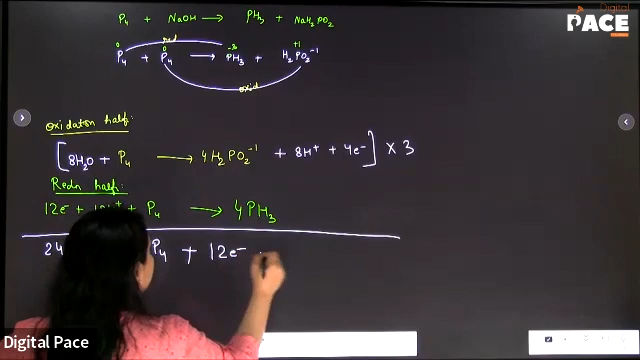 Digital
PACE
P4 + NaOH → PH3 + NaH2PO2
0 red 0 -3 +1
P4 + P4 → PH3 + H2PO2^-1
oxid
Oxidation half:
[8H2O + P4 → 4H2PO2^-1 + 8H+ + 4e-] × 3
Redn half:
12e + H+ + P4 → 4PH3
24 P4 + 12e-
Digital Pace